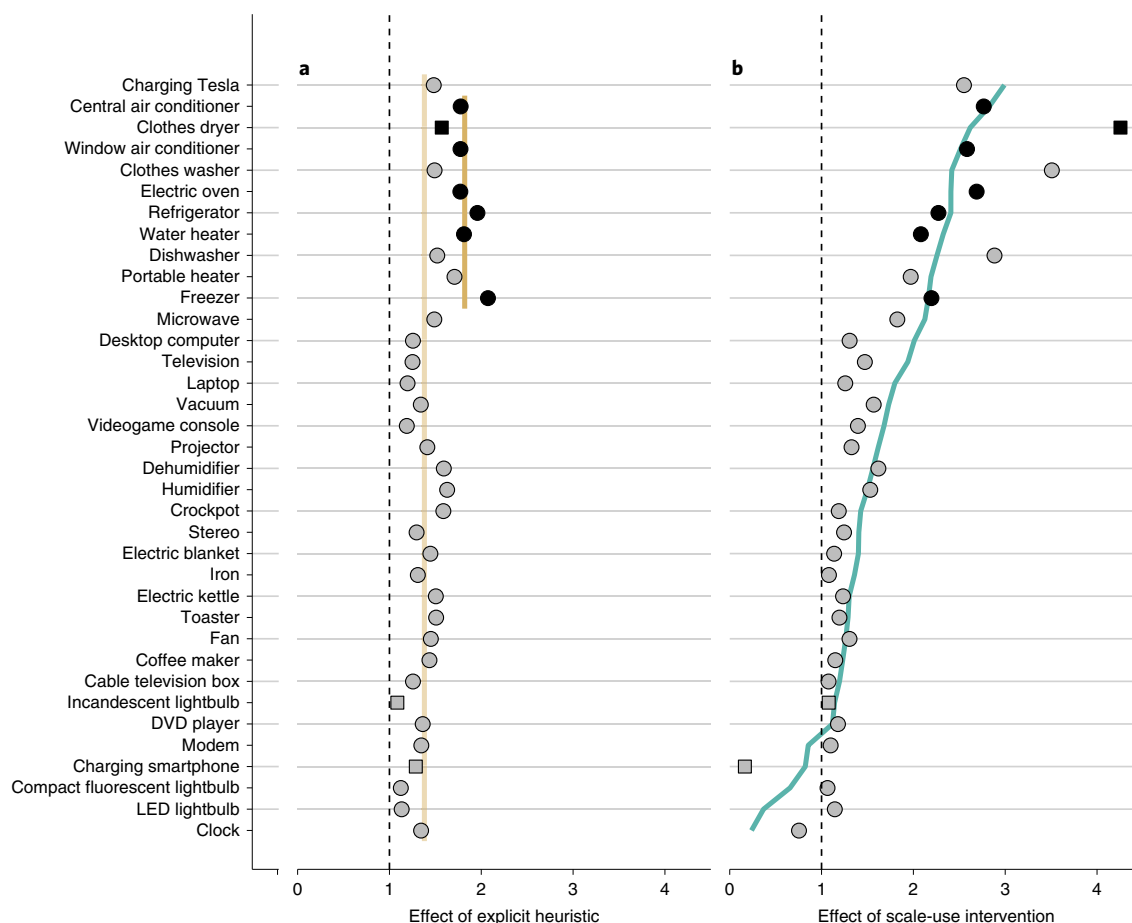 a
b
Charging Tesla
Central air conditioner
Clothes dryer
Window air conditioner
Clothes washer
Electric oven
Refrigerator
Water heater
Dishwasher
Portable heater
Freezer
Microwave
Desktop computer
Television
Laptop
Vacuum
Videogame console
Projector
Dehumidifier
Humidifier
Crockpot
Stereo
Electric blanket
Iron
Electric kettle
Toaster
Fan
Coffee maker
Cable television box
Incandescent lightbulb
DVD player
Modem
Charging smartphone
Compact fluorescent lightbulb
LED lightbulb
Clock
0 1 2 3 4
0 1 2 3 4
Effect of explicit heuristic
Effect of scale-use intervention